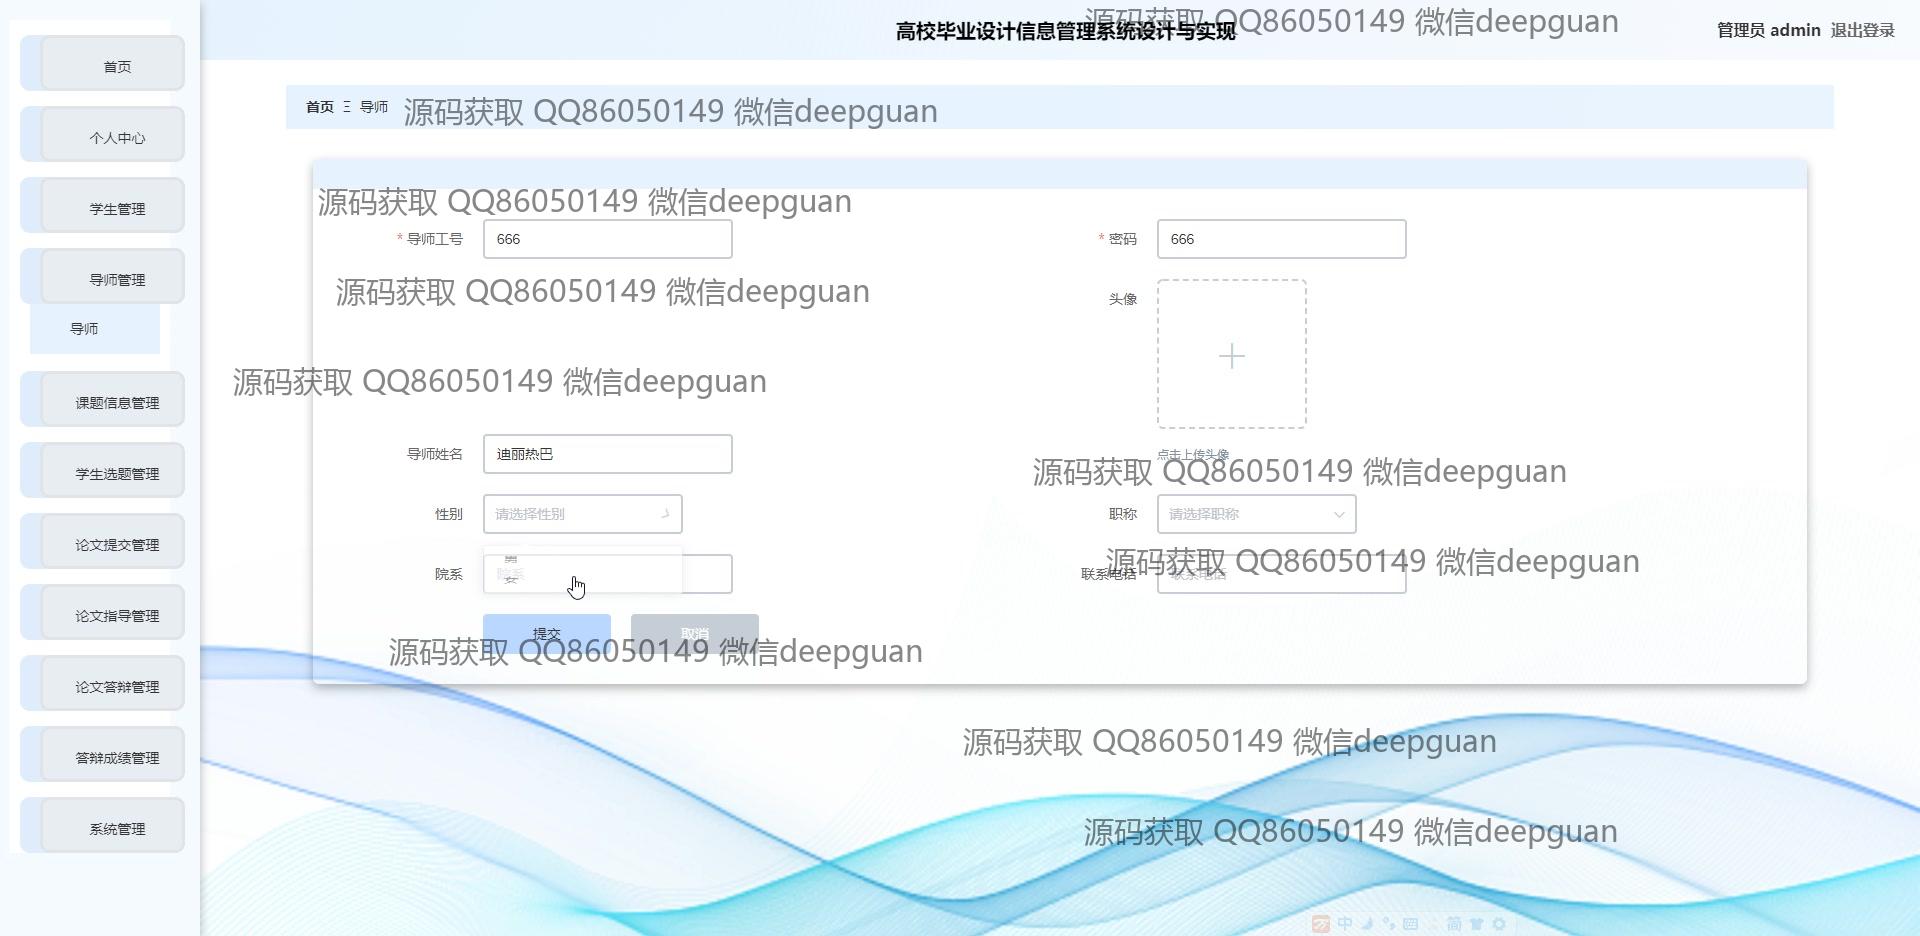 高校毕业设计信息管理系统设计与实现
源码获取 QQ86050149 微信deepguan
管理员 admin 退出登录
首页
个人中心
学生管理
导师管理
导师
课题信息管理
学生选题管理
论文提交管理
论文指导管理
论文答辩管理
答辩成绩管理
系统管理
首页 Ξ 导师
源码获取 QQ86050149 微信deepguan
源码获取 QQ86050149 微信deepguan
* 导师工号 666
* 密码 666
源码获取 QQ86050149 微信deepguan
头像
源码获取 QQ86050149 微信deepguan
导师姓名 迪丽热巴
点击上传头像
源码获取 QQ86050149 微信deepguan
性别 请选择性别
职称 请选择职称
源码获取 QQ86050149 微信deepguan
院系 院系
联系电话 联系电话
提交 取消
源码获取 QQ86050149 微信deepguan
源码获取 QQ86050149 微信deepguan
源码获取 QQ86050149 微信deepguan
中 简